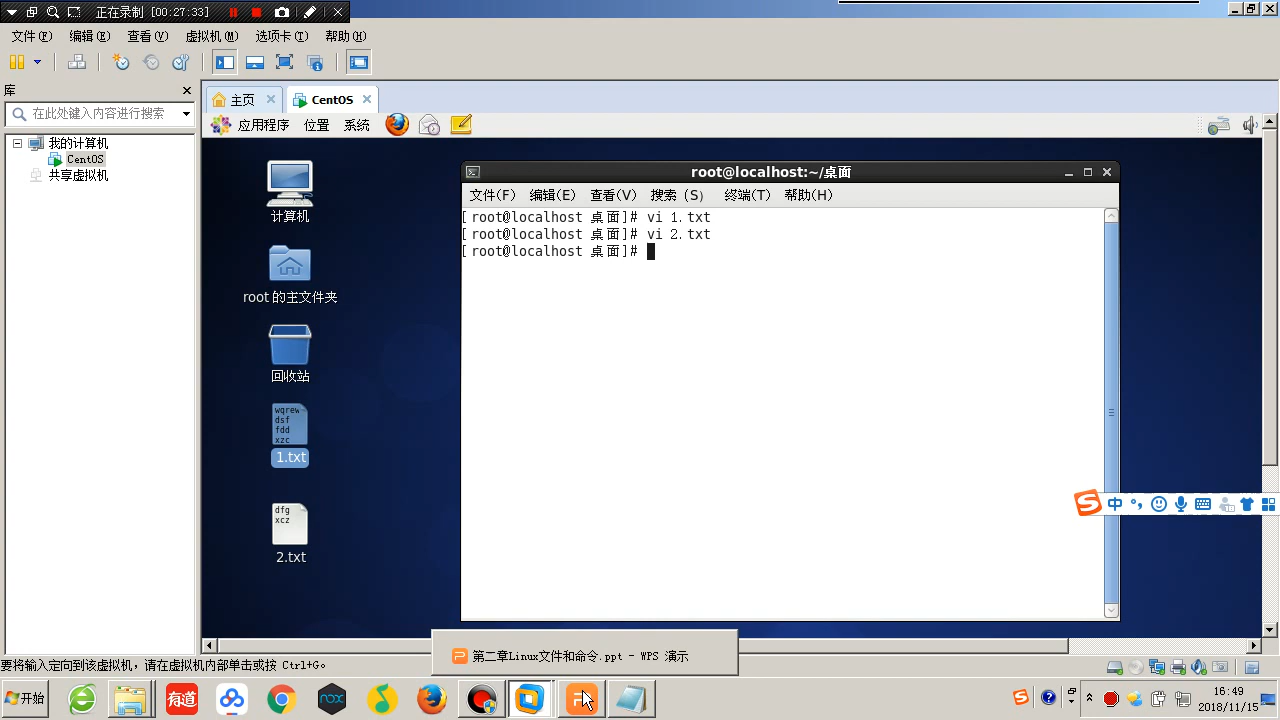 正在录制 [00:27:33]
文件(F) 编辑(E) 查看(V) 虚拟机(M) 选项卡(T) 帮助(H)
库
在此处键入内容进行搜索
我的计算机
CentOS
共享虚拟机
主页 CentOS
应用程序 位置 系统
计算机
root 的主文件夹
回收站
wqrew
dsf
fdd
xzc
1.txt
dfg
xcz
2.txt
root@localhost:~/桌面
文件(F) 编辑(E) 查看(V) 搜索 (S) 终端(T) 帮助(H)
[root@localhost 桌面]# vi 1.txt
[root@localhost 桌面]# vi 2.txt
[root@localhost 桌面]#
中
第二章Linux文件和命令.ppt - WPS 演示
要将输入定向到该虚拟机，请在虚拟机内部单击或按 Ctrl+G。
开始
有道
nox
16:49
2018/11/15